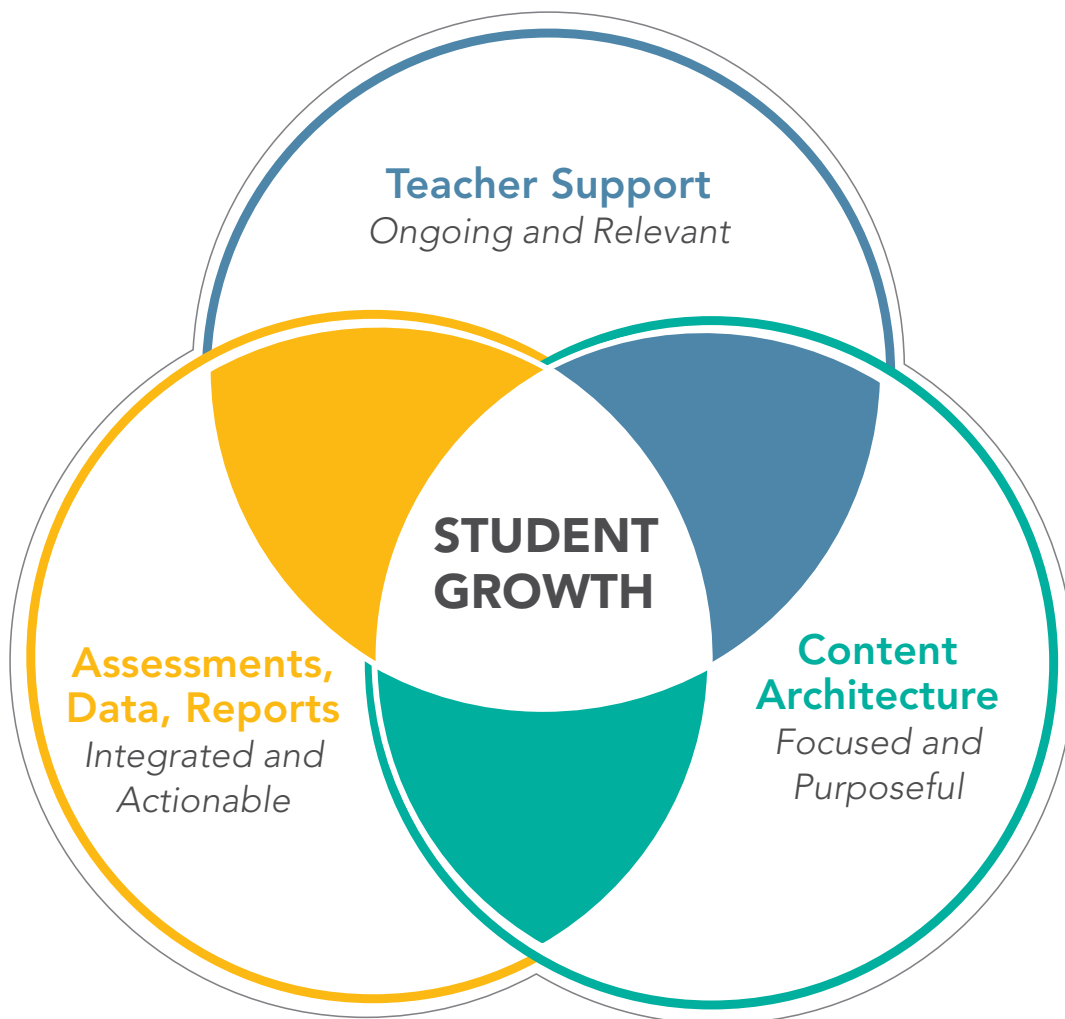 Teacher Support
Ongoing and Relevant
STUDENT
GROWTH
Assessments,
Data, Reports
Integrated and
Actionable
Content
Architecture
Focused and
Purposeful